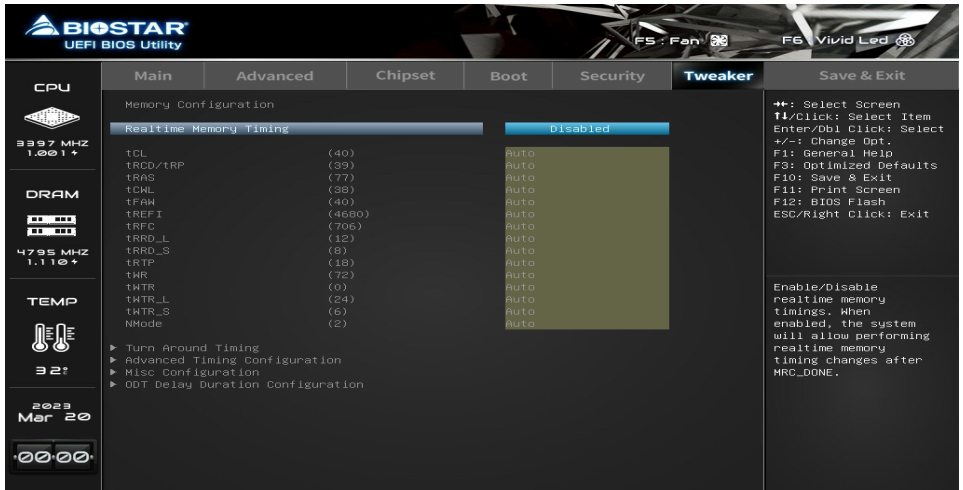 BIOSTAR
UEFI BIOS Utility
F5 : Fan
F6 Vivid Led
Main Advanced Chipset Boot Security Tweaker Save & Exit
CPU
3397 MHZ
1.001 +
DRAM
4795 MHZ
1.110 +
TEMP
32°
2023
Mar 20
00:00
Memory Configuration
Realtime Memory Timing Disabled
tCL (40) Auto
tRCD/tRP (39) Auto
tRAS (77) Auto
tCWL (38) Auto
tFAW (40) Auto
tREFI (4680) Auto
tRFC (706) Auto
tRRD_L (12) Auto
tRRD_S (8) Auto
tRTP (18) Auto
tWR (72) Auto
tWTR (0) Auto
tWTR_L (24) Auto
tWTR_S (6) Auto
NMode (2) Auto
Turn Around Timing
Advanced Timing Configuration
Misc Configuration
ODT Delay Duration Configuration
→←: Select Screen
↑↓/Click: Select Item
Enter/Dbl Click: Select
+/-: Change Opt.
F1: General Help
F3: Optimized Defaults
F10: Save & Exit
F11: Print Screen
F12: BIOS Flash
ESC/Right Click: Exit
Enable/Disable
realtime memory
timings. When
enabled, the system
will allow performing
realtime memory
timing changes after
MRC_DONE.